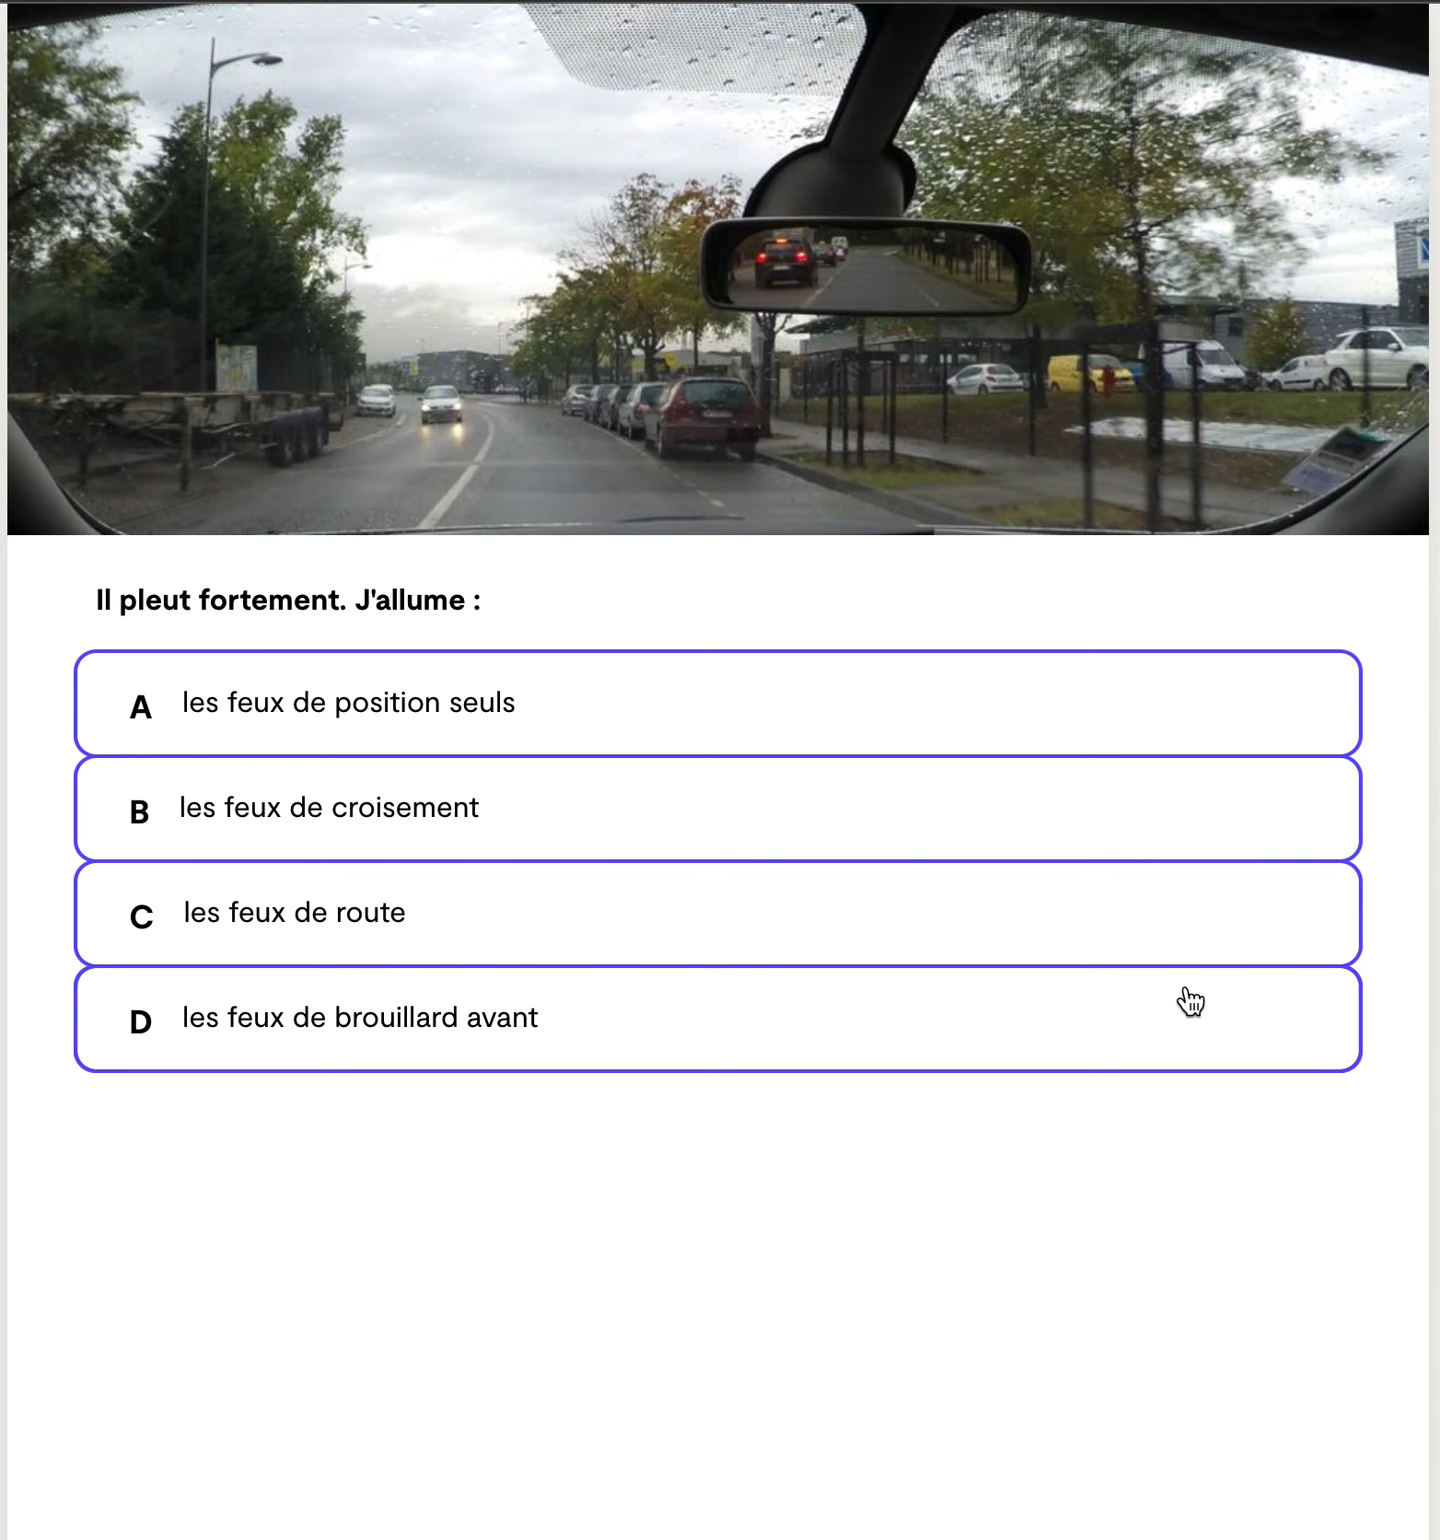 Il pleut fortement. J'allume :
A les feux de position seuls
B les feux de croisement
C les feux de route
D les feux de brouillard avant